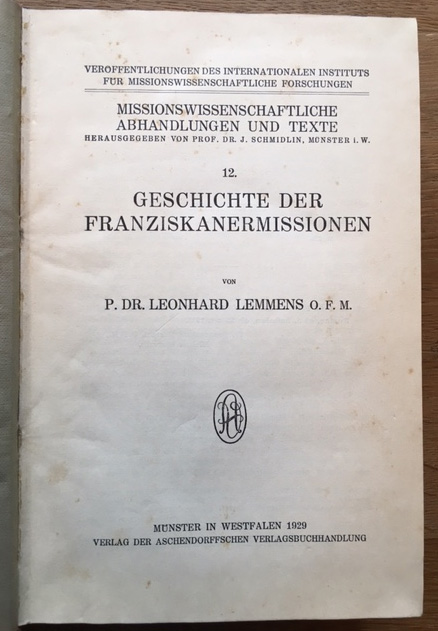 VERÖFFENTLICHUNGEN DES INTERNATIONALEN INSTITUTS
FÜR MISSIONSWISSENSCHAFTLICHE FORSCHUNGEN
MISSIONSWISSENSCHAFTLICHE
ABHANDLUNGEN UND TEXTE
HERAUSGEGEBEN VON PROF. DR. J. SCHMIDLIN, MÜNSTER i. W.
12.
GESCHICHTE DER
FRANZISKANERMISSIONEN
VON
P. DR. LEONHARD LEMMENS O. F. M.
MÜNSTER IN WESTFALEN 1929
VERLAG DER ASCHENDORFFSCHEN VERLAGSBUCHHANDLUNG